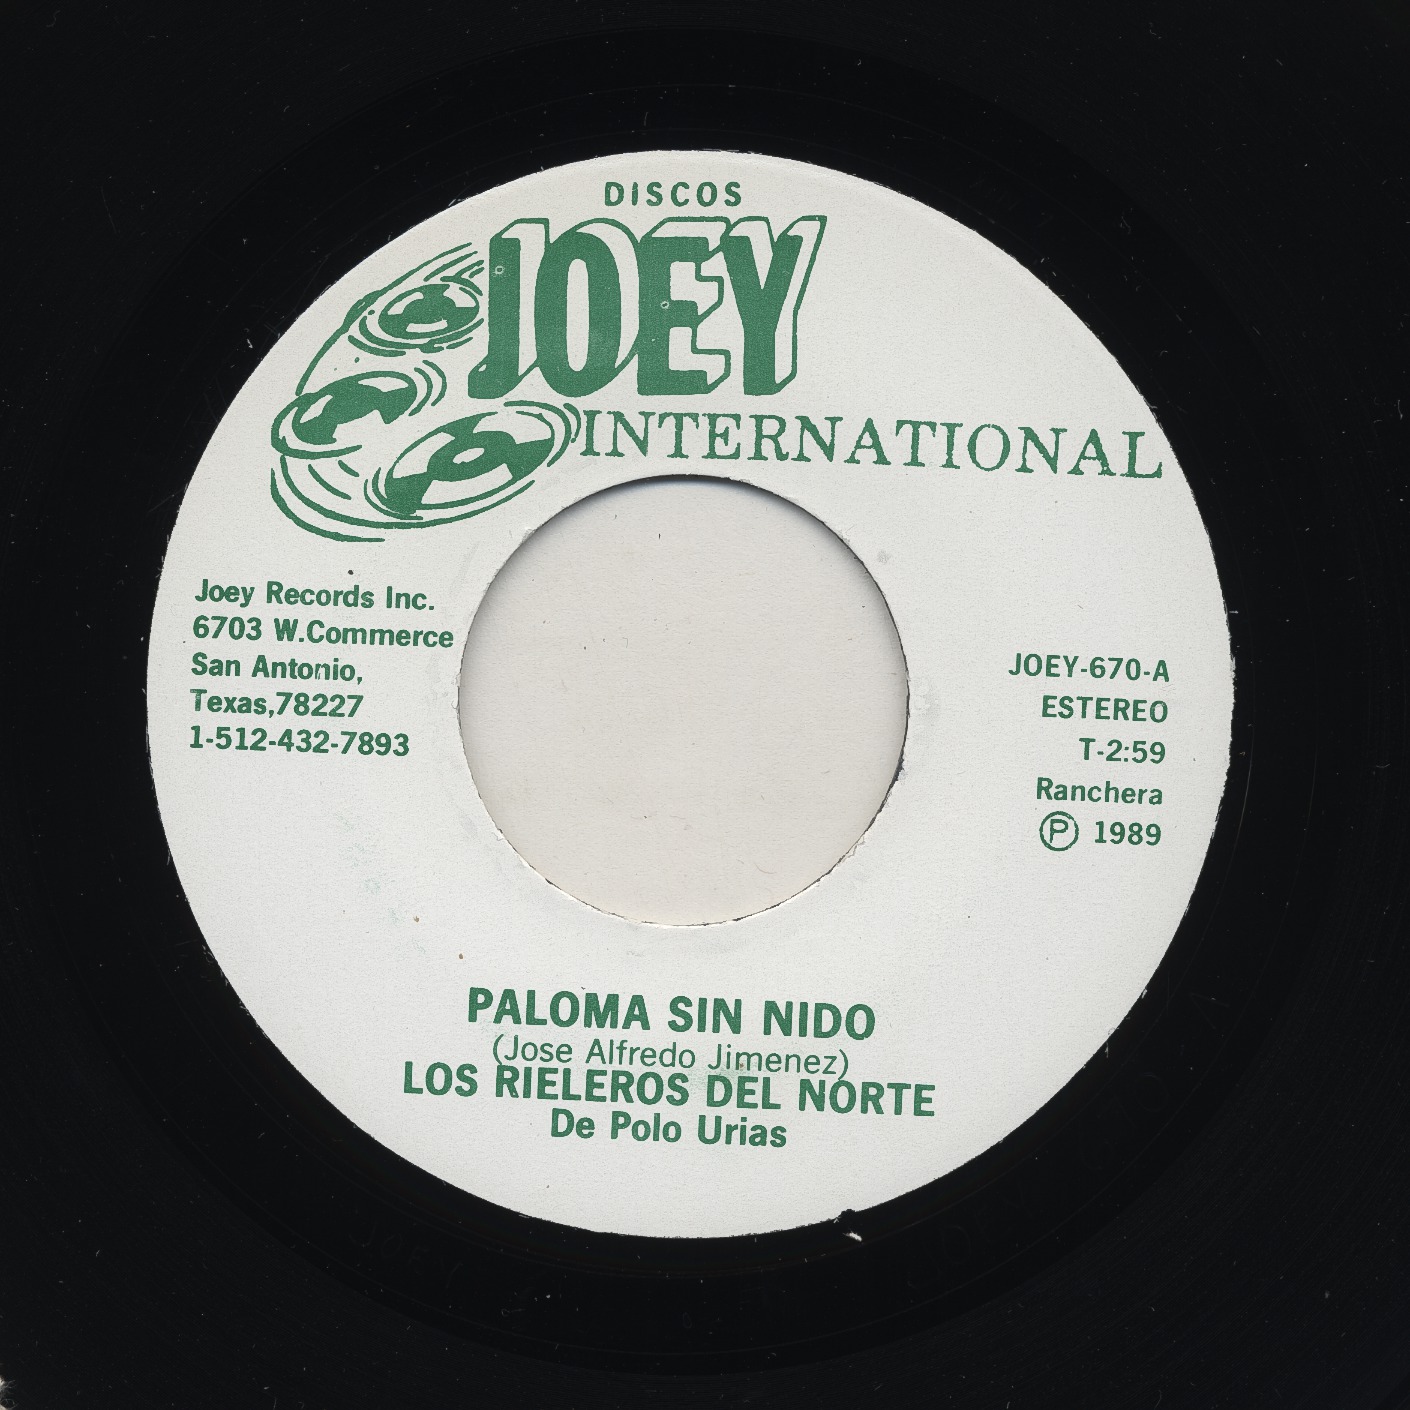 DISCOS
JOEY
INTERNATIONAL
Joey Records Inc.
6703 W.Commerce
San Antonio,
Texas,78227
1-512-432-7893
JOEY-670-A
ESTEREO
T-2:59
Ranchera
Ⓟ 1989
PALOMA SIN NIDO
(Jose Alfredo Jimenez)
LOS RIELEROS DEL NORTE
De Polo Urias